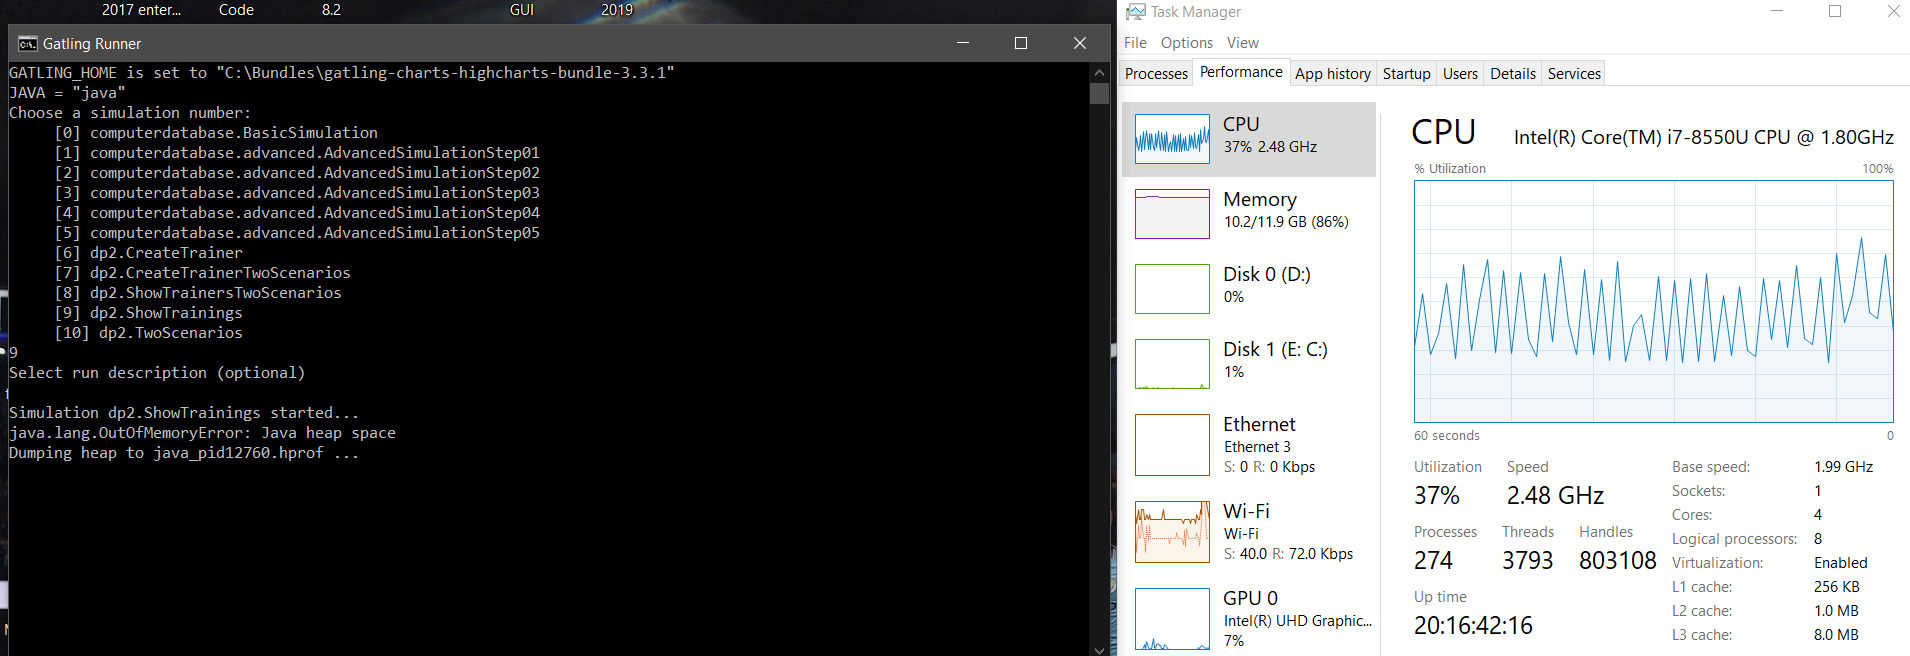 2017 enter... Code 8.2 GUI 2019
Gatling Runner
GATLING_HOME is set to "C:\Bundles\gatling-charts-highcharts-bundle-3.3.1"
JAVA = "java"
Choose a simulation number:
[0] computerdatabase.BasicSimulation
[1] computerdatabase.advanced.AdvancedSimulationStep01
[2] computerdatabase.advanced.AdvancedSimulationStep02
[3] computerdatabase.advanced.AdvancedSimulationStep03
[4] computerdatabase.advanced.AdvancedSimulationStep04
[5] computerdatabase.advanced.AdvancedSimulationStep05
[6] dp2.CreateTrainer
[7] dp2.CreateTrainerTwoScenarios
[8] dp2.ShowTrainersTwoScenarios
[9] dp2.ShowTrainings
[10] dp2.TwoScenarios
9
Select run description (optional)
Simulation dp2.ShowTrainings started...
java.lang.OutOfMemoryError: Java heap space
Dumping heap to java_pid12760.hprof ...
Task Manager
File Options View
Processes Performance App history Startup Users Details Services
CPU
37% 2.48 GHz
Memory
10.2/11.9 GB (86%)
Disk 0 (D:)
0%
Disk 1 (E: C:)
1%
Ethernet
Ethernet 3
S: 0 R: 0 Kbps
Wi-Fi
Wi-Fi
S: 40.0 R: 72.0 Kbps
GPU 0
Intel(R) UHD Graphic...
7%
CPU Intel(R) Core(TM) i7-8550U CPU @ 1.80GHz
% Utilization 100%
60 seconds 0
Utilization Speed
37% 2.48 GHz
Processes Threads Handles
274 3793 803108
Up time
20:16:42:16
Base speed: 1.99 GHz
Sockets: 1
Cores: 4
Logical processors: 8
Virtualization: Enabled
L1 cache: 256 KB
L2 cache: 1.0 MB
L3 cache: 8.0 MB